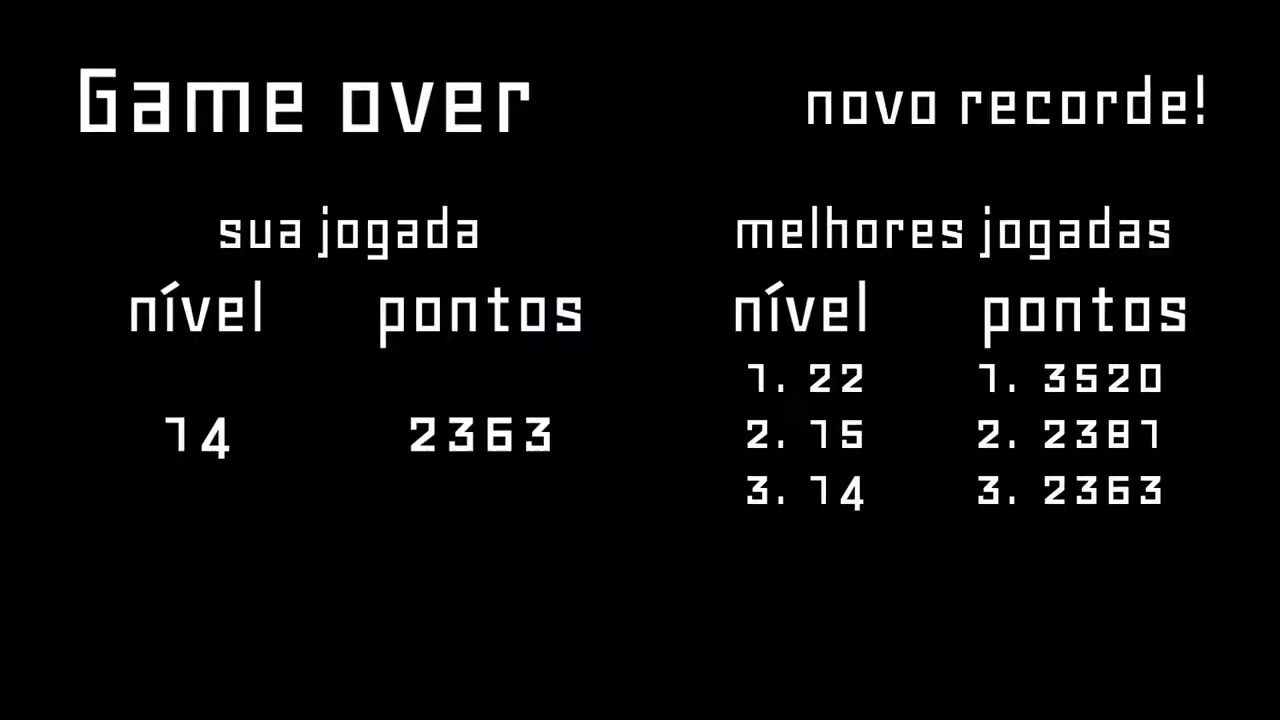 Game over
novo recorde!
sua jogada
nível pontos
14 2363
melhores jogadas
nível pontos
1. 22 1. 3520
2. 15 2. 2381
3. 14 3. 2363